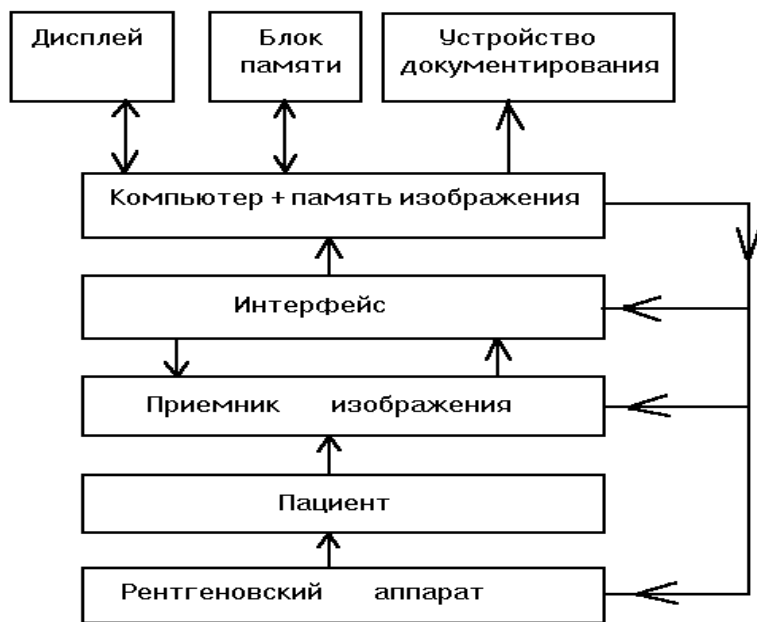 Дисплей
Блок
памяти
Устройство
документирования
Компьютер + память изображения
Интерфейс
Приемник изображения
Пациент
Рентгеновский аппарат